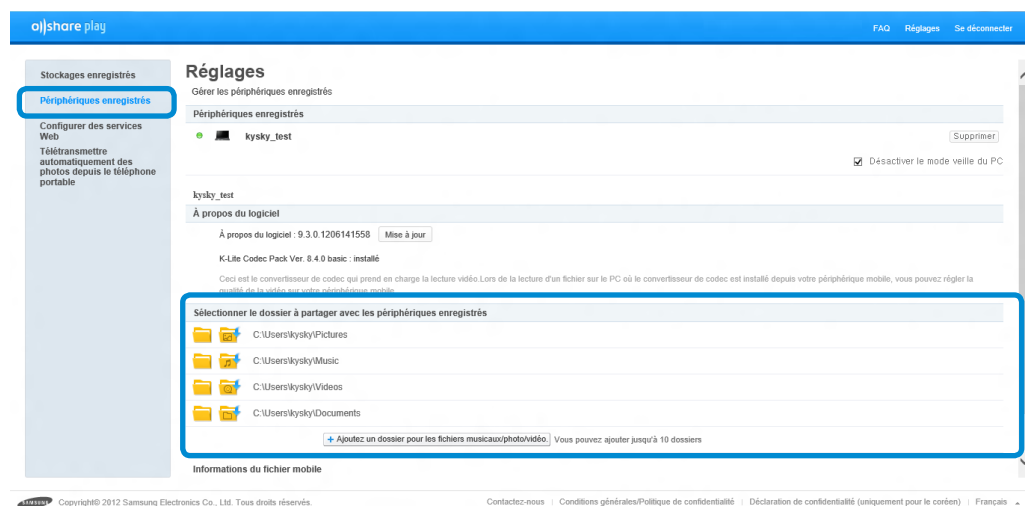 allshare play
FAQ Réglages Se déconnecter
Stockages enregistrés
Périphériques enregistrés
Configurer des services
Web
Télétransmettre
automatiquement des
photos depuis le téléphone
portable
Réglages
Gérer les périphériques enregistrés
Périphériques enregistrés
kysky_test
Supprimer
Désactiver le mode veille du PC
kysky_test
À propos du logiciel
À propos du logiciel : 9.3.0.1206141558 Mise à jour
K-Lite Codec Pack Ver. 8.4.0 basic : installé
Ceci est le convertisseur de codec qui prend en charge la lecture vidéo.Lors de la lecture d'un fichier sur le PC où le convertisseur de codec est installé depuis votre périphérique mobile, vous pouvez régler la
qualité de la vidéo sur votre périphérique mobile
Sélectionner le dossier à partager avec les périphériques enregistrés
C:\Users\kysky\Pictures
C:\Users\kysky\Music
C:\Users\kysky\Videos
C:\Users\kysky\Documents
+ Ajoutez un dossier pour les fichiers musicaux/photo/vidéo. Vous pouvez ajouter jusqu'à 10 dossiers
Informations du fichier mobile
SAMSUNG Copyright© 2012 Samsung Electronics Co., Ltd. Tous droits réservés. Contactez-nous | Conditions générales/Politique de confidentialité | Déclaration de confidentialité (uniquement pour le coréen) | Français